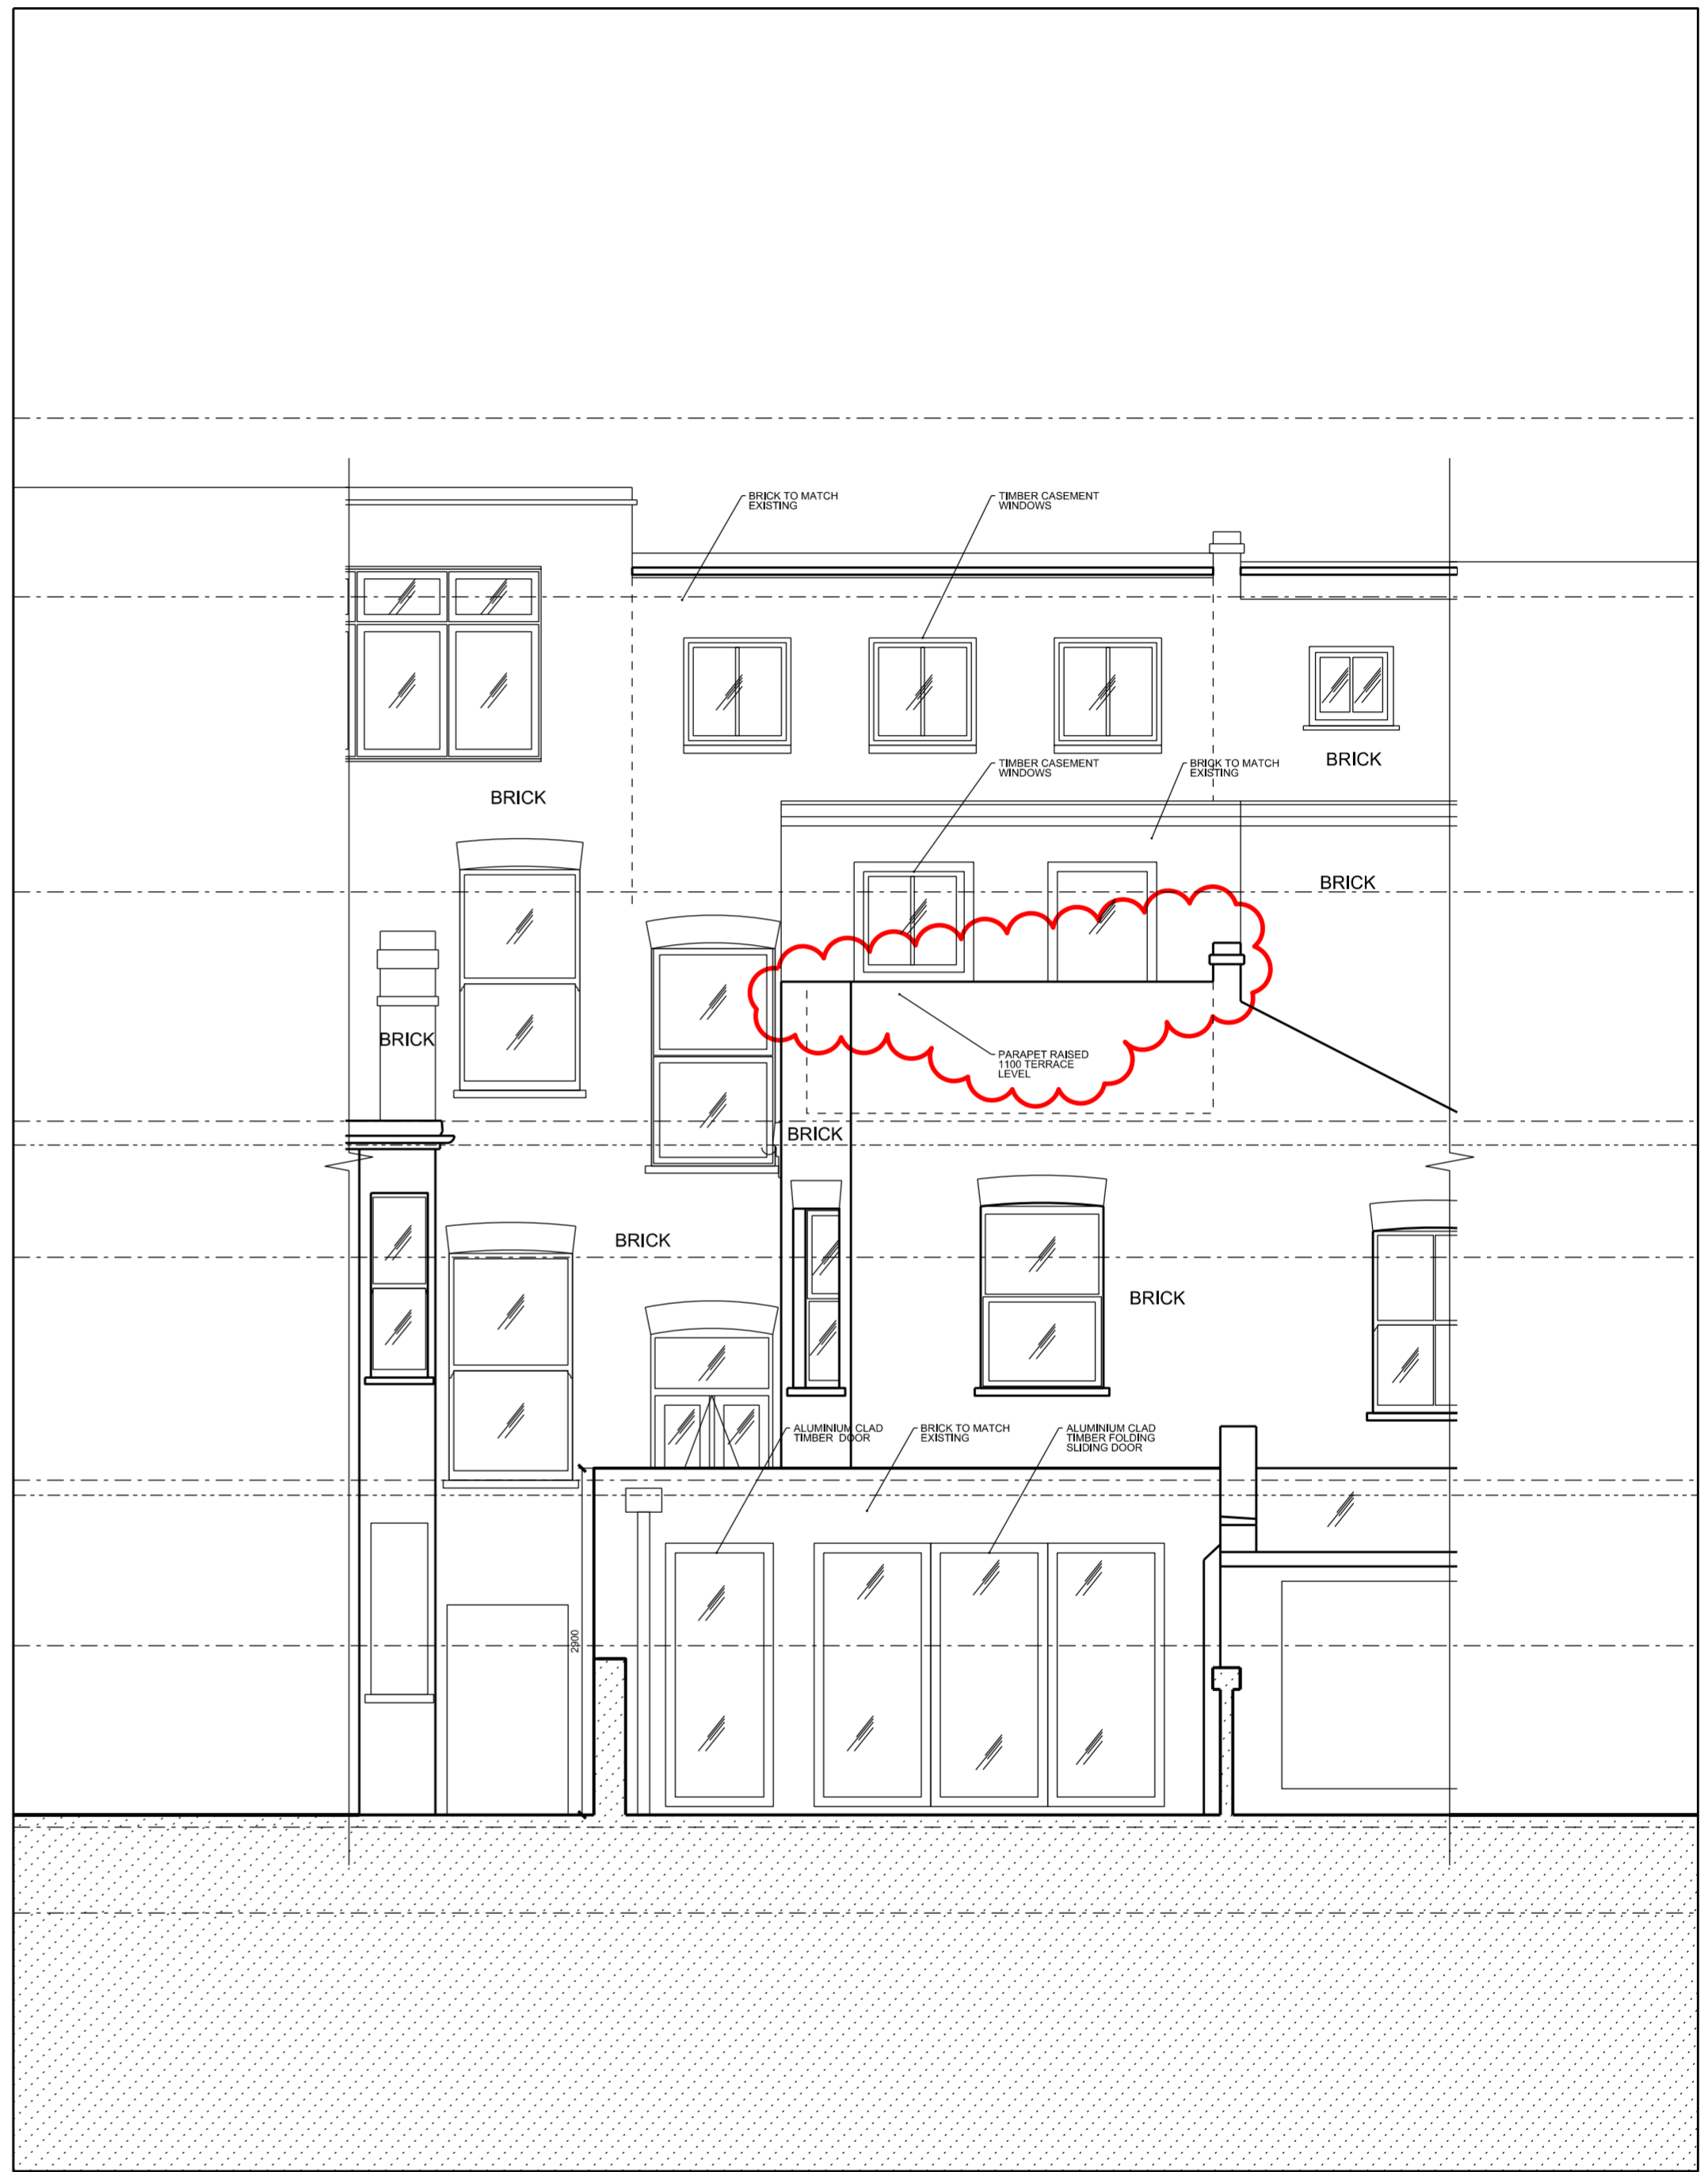 BRICK TO MATCH
EXISTING
TIMBER CASEMENT
WINDOWS
TIMBER CASEMENT
WINDOWS
BRICK TO MATCH
EXISTING
BRICK
BRICK
BRICK
BRICK
PARAPET RAISED
1100 TERRACE
LEVEL
BRICK
BRICK
BRICK
ALUMINIUM CLAD
TIMBER DOOR
BRICK TO MATCH
EXISTING
ALUMINIUM CLAD
TIMBER FOLDING
SLIDING DOOR
2900